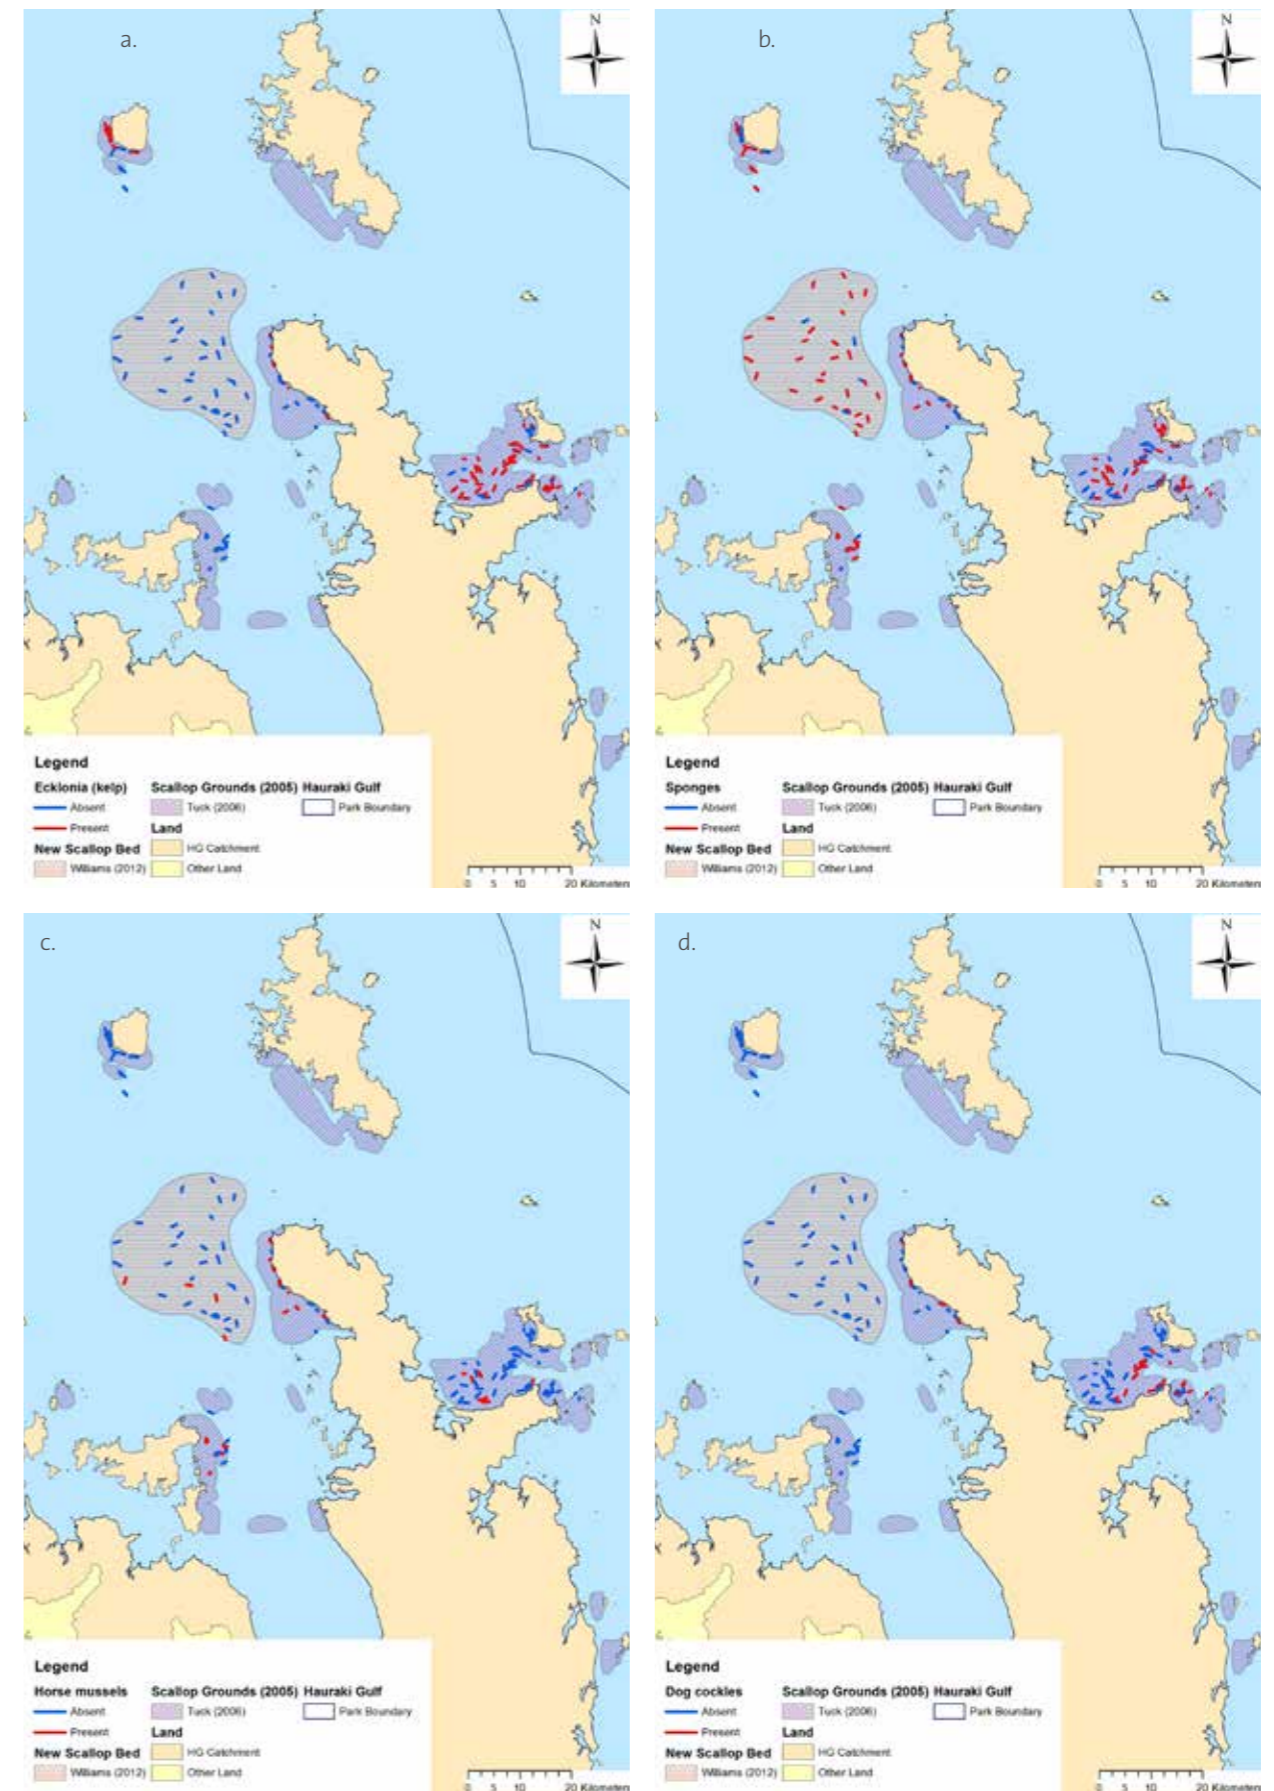 a.
N
Legend
Ecklonia (kelp) Scallop Grounds (2005) Hauraki Gulf
Absent Tuck (2006) Park Boundary
Present Land
New Scallop Bed HG Catchment
Williams (2012) Other Land
0 5 10 20 Kilometers
b.
N
Legend
Sponges Scallop Grounds (2005) Hauraki Gulf
Absent Tuck (2006) Park Boundary
Present Land
New Scallop Bed HG Catchment
Williams (2012) Other Land
0 5 10 20 Kilometers
c.
N
Legend
Horse mussels Scallop Grounds (2005) Hauraki Gulf
Absent Tuck (2006) Park Boundary
Present Land
New Scallop Bed HG Catchment
Williams (2012) Other Land
0 5 10 20 Kilometers
d.
N
Legend
Dog cockles Scallop Grounds (2005) Hauraki Gulf
Absent Tuck (2006) Park Boundary
Present Land
New Scallop Bed HG Catchment
Williams (2012) Other Land
0 5 10 20 Kilometers